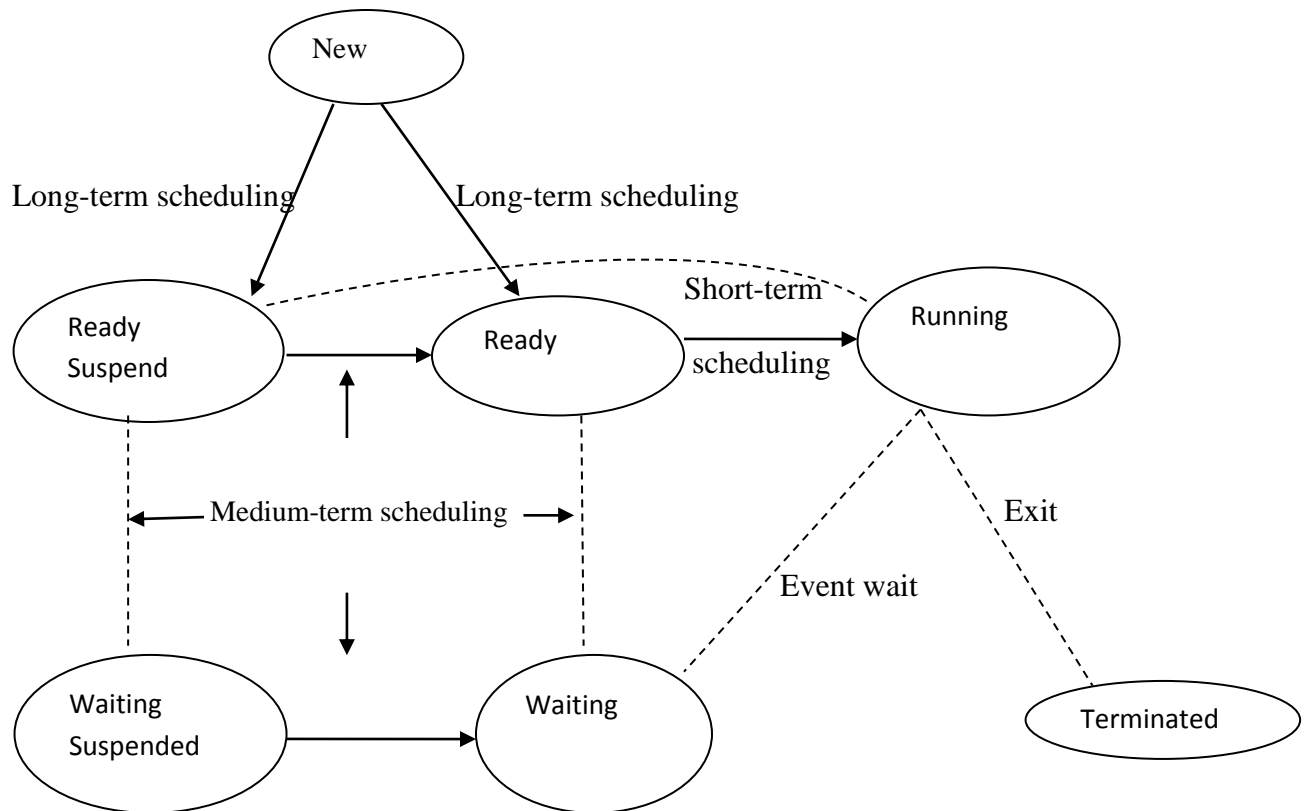 New
Long-term scheduling
Long-term scheduling
Short-term
scheduling
Ready
Suspend
Ready
Running
Medium-term scheduling
Exit
Event wait
Waiting
Suspended
Waiting
Terminated